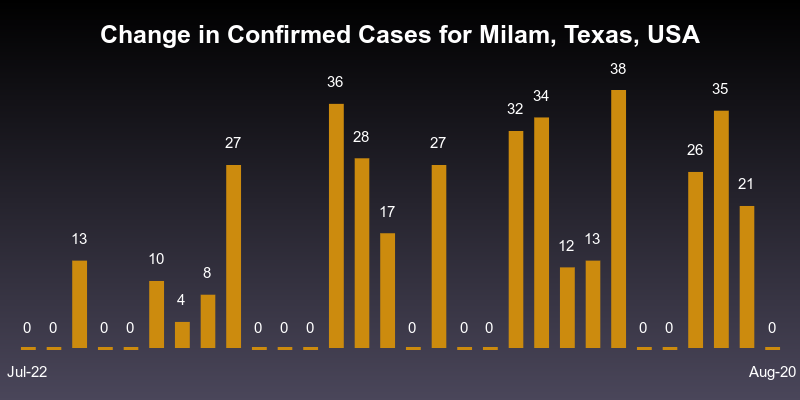 Change in Confirmed Cases for Milam, Texas, USA
0 0 13 0 0 10 4 8 27 0 0 0 36 28 17 0 27 0 0 32 34 12 13 38 0 0 26 35 21 0
Jul-22 Aug-20